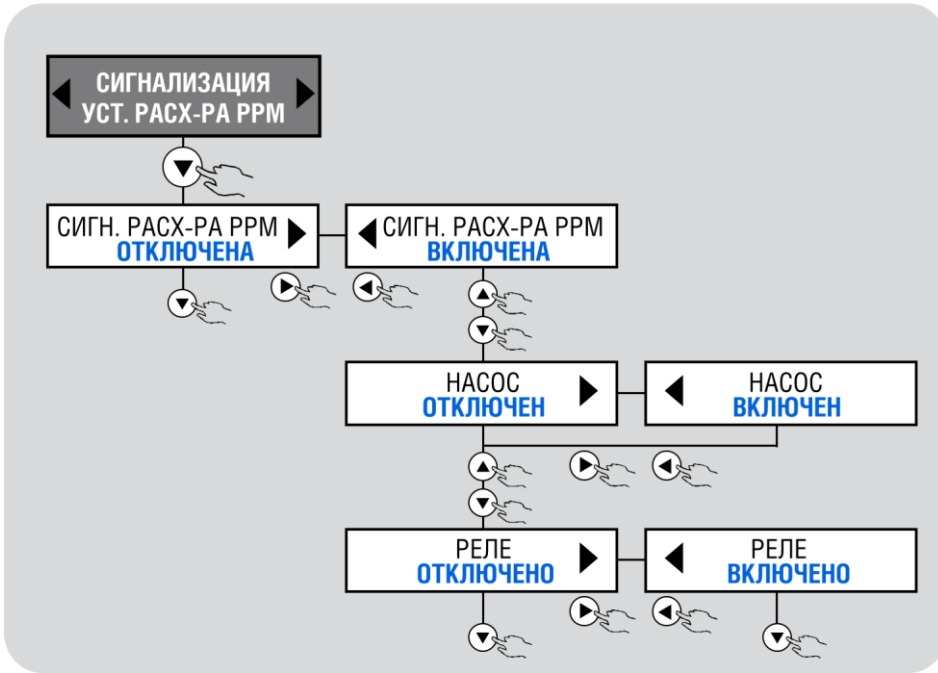 СИГНАЛИЗАЦИЯ
УСТ. РАСХ-РА PPM
СИГН. РАСХ-РА PPM
ОТКЛЮЧЕНА
СИГН. РАСХ-РА PPM
ВКЛЮЧЕНА
НАСОС
ОТКЛЮЧЕН
НАСОС
ВКЛЮЧЕН
РЕЛЕ
ОТКЛЮЧЕНО
РЕЛЕ
ВКЛЮЧЕНО